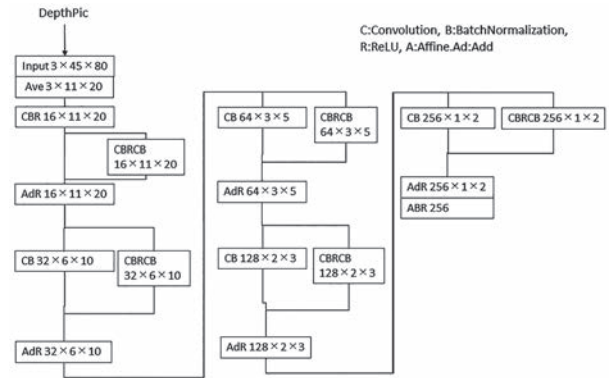 DepthPic
C:Convolution, B:BatchNormalization,
R:ReLU, A:Affine.Ad:Add
Input 3×45×80
Ave 3×11×20
CBR 16×11×20
CBRCB
16×11×20
AdR 16×11×20
CB 32×6×10
CBRCB
32×6×10
AdR 32×6×10
CB 64×3×5
CBRCB
64×3×5
AdR 64×3×5
CB 128×2×3
CBRCB
128×2×3
AdR 128×2×3
CB 256×1×2
CBRCB 256×1×2
AdR 256×1×2
ABR 256